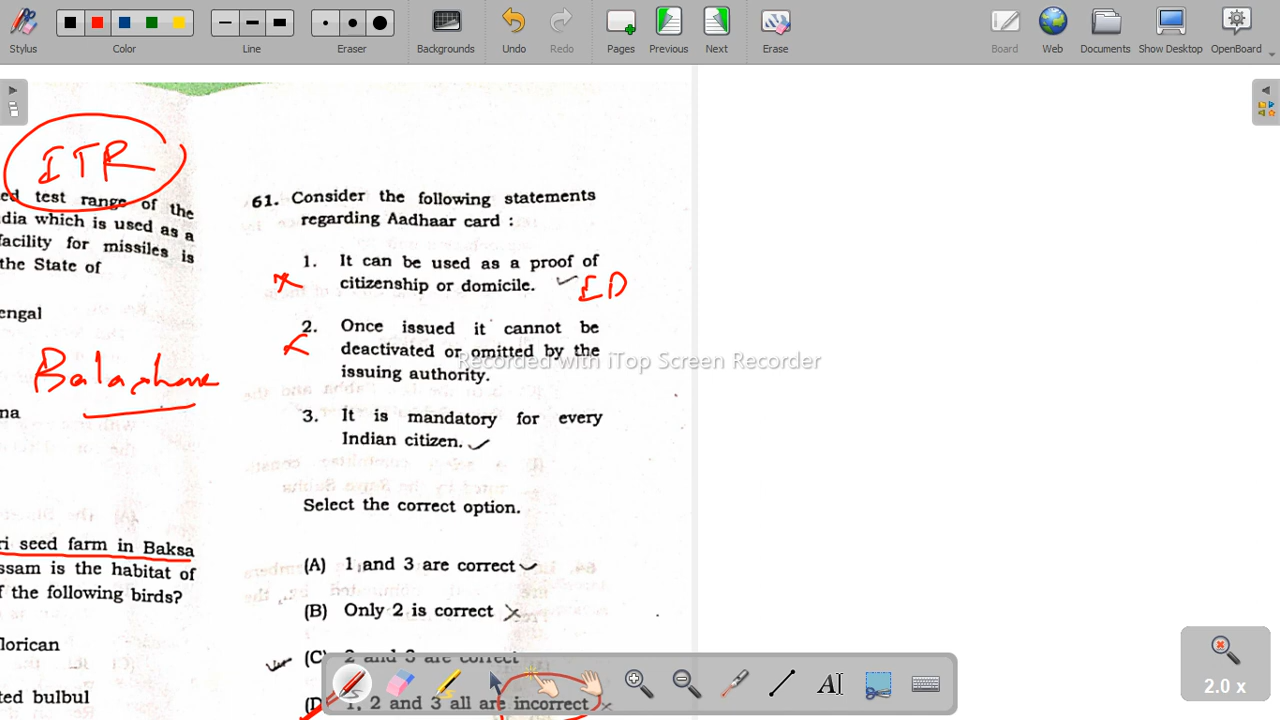 Stylus
Color
Line
Eraser
Backgrounds
Undo
Redo
Pages
Previous
Next
Erase
Board
Web
Documents
Show Desktop
OpenBoard
ITR
ed test range of the
dia which is used as a
facility for missiles is
the State of
engal
na
ri seed farm in Baksa
ssam is the habitat of
f the following birds?
lorican
ted bulbul
61. Consider the following statements
regarding Aadhaar card :
1. It can be used as a proof of
citizenship or domicile. ID
2. Once issued it cannot be
deactivated or omitted by the
issuing authority.
Recorded with iTop Screen Recorder
3. It is mandatory for every
Indian citizen.
Select the correct option.
(A) 1 and 3 are correct
(B) Only 2 is correct
(C) 2 and 3 are correct
(D) 1, 2 and 3 all are incorrect
2.0 x